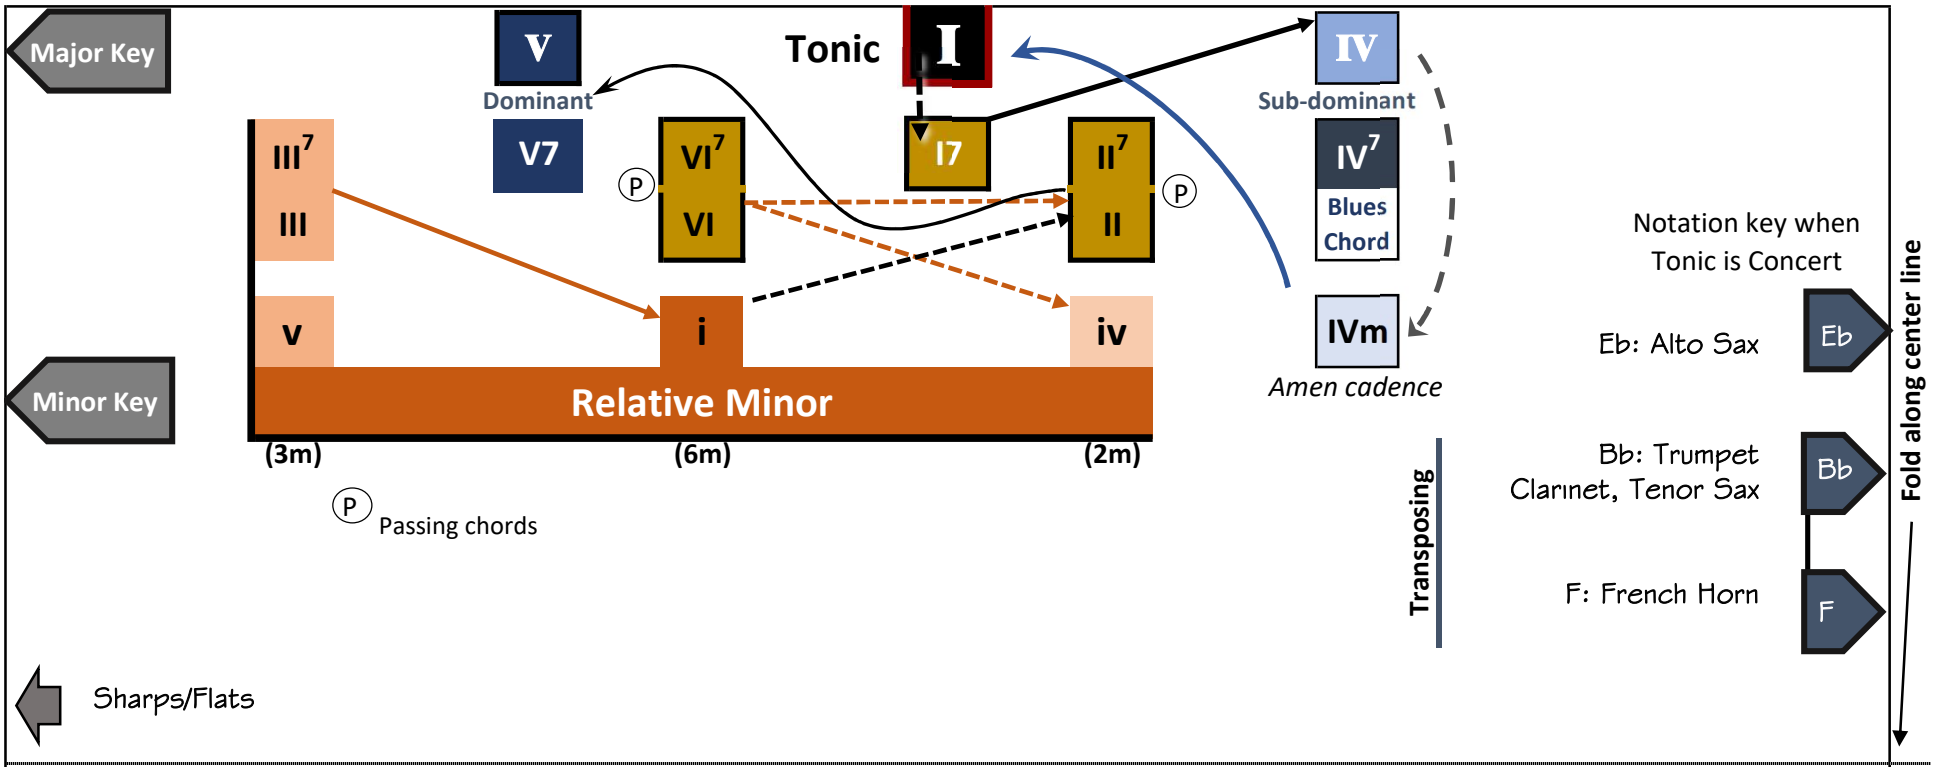 Major Key
V
Tonic
I
IV
Dominant
Sub-dominant
III7
V7
VI7
I7
II7
IV7
P
P
III
VI
II
Blues
Chord
Notation key when
Tonic is Concert
v
i
iv
IVm
Eb: Alto Sax
Eb
Minor Key
Relative Minor
Amen cadence
(3m)
(6m)
(2m)
Bb: Trumpet
Clarinet, Tenor Sax
Bb
P
Passing chords
Transposing
F: French Horn
F
Fold along center line
Sharps/Flats